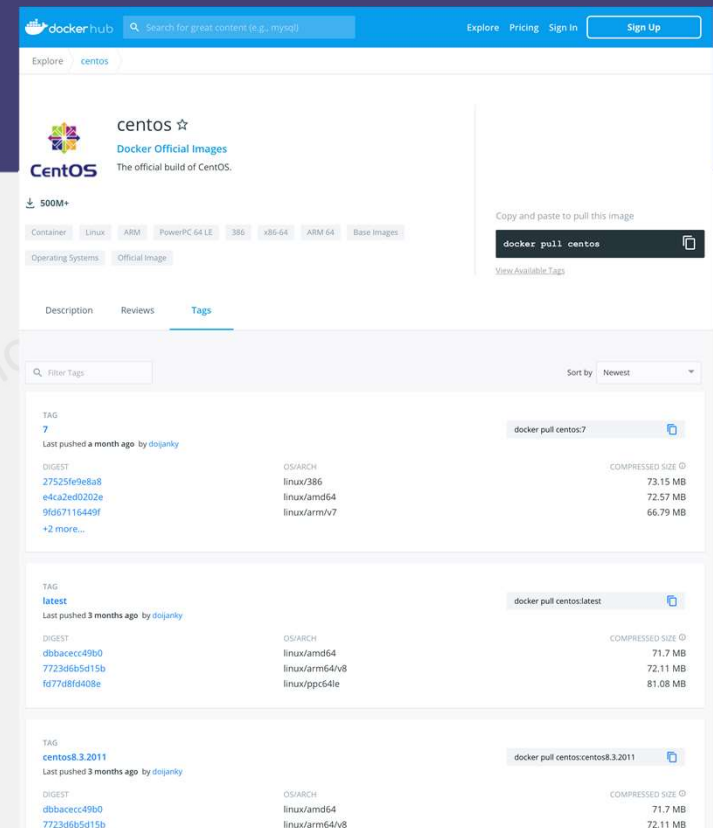 dockerhub Search for great content (e.g., mysql) Explore Pricing Sign In Sign Up
Explore centos
centos
Docker Official Images
The official build of CentOS.
CentOS
500M+
Container Linux ARM PowerPC 64 LE 386 x86-64 ARM 64 Base Images
Operating Systems Official Image
Copy and paste to pull this image
docker pull centos
View Available Tags
Description Reviews Tags
Filter Tags Sort by Newest
TAG
7 docker pull centos:7
Last pushed a month ago by doijanky
DIGEST OS/ARCH COMPRESSED SIZE
27525fe9e8a8 linux/386 73.15 MB
e4ca2ed0202e linux/amd64 72.57 MB
9fd67116449f linux/arm/v7 66.79 MB
+2 more...
TAG
latest docker pull centos:latest
Last pushed 3 months ago by doijanky
DIGEST OS/ARCH COMPRESSED SIZE
dbbacecc49b0 linux/amd64 71.7 MB
7723d6b5d15b linux/arm64/v8 72.11 MB
fd77d8fd408e linux/ppc64le 81.08 MB
TAG
centos8.3.2011 docker pull centos:centos8.3.2011
Last pushed 3 months ago by doijanky
DIGEST OS/ARCH COMPRESSED SIZE
dbbacecc49b0 linux/amd64 71.7 MB
7723d6b5d15b linux/arm64/v8 72.11 MB